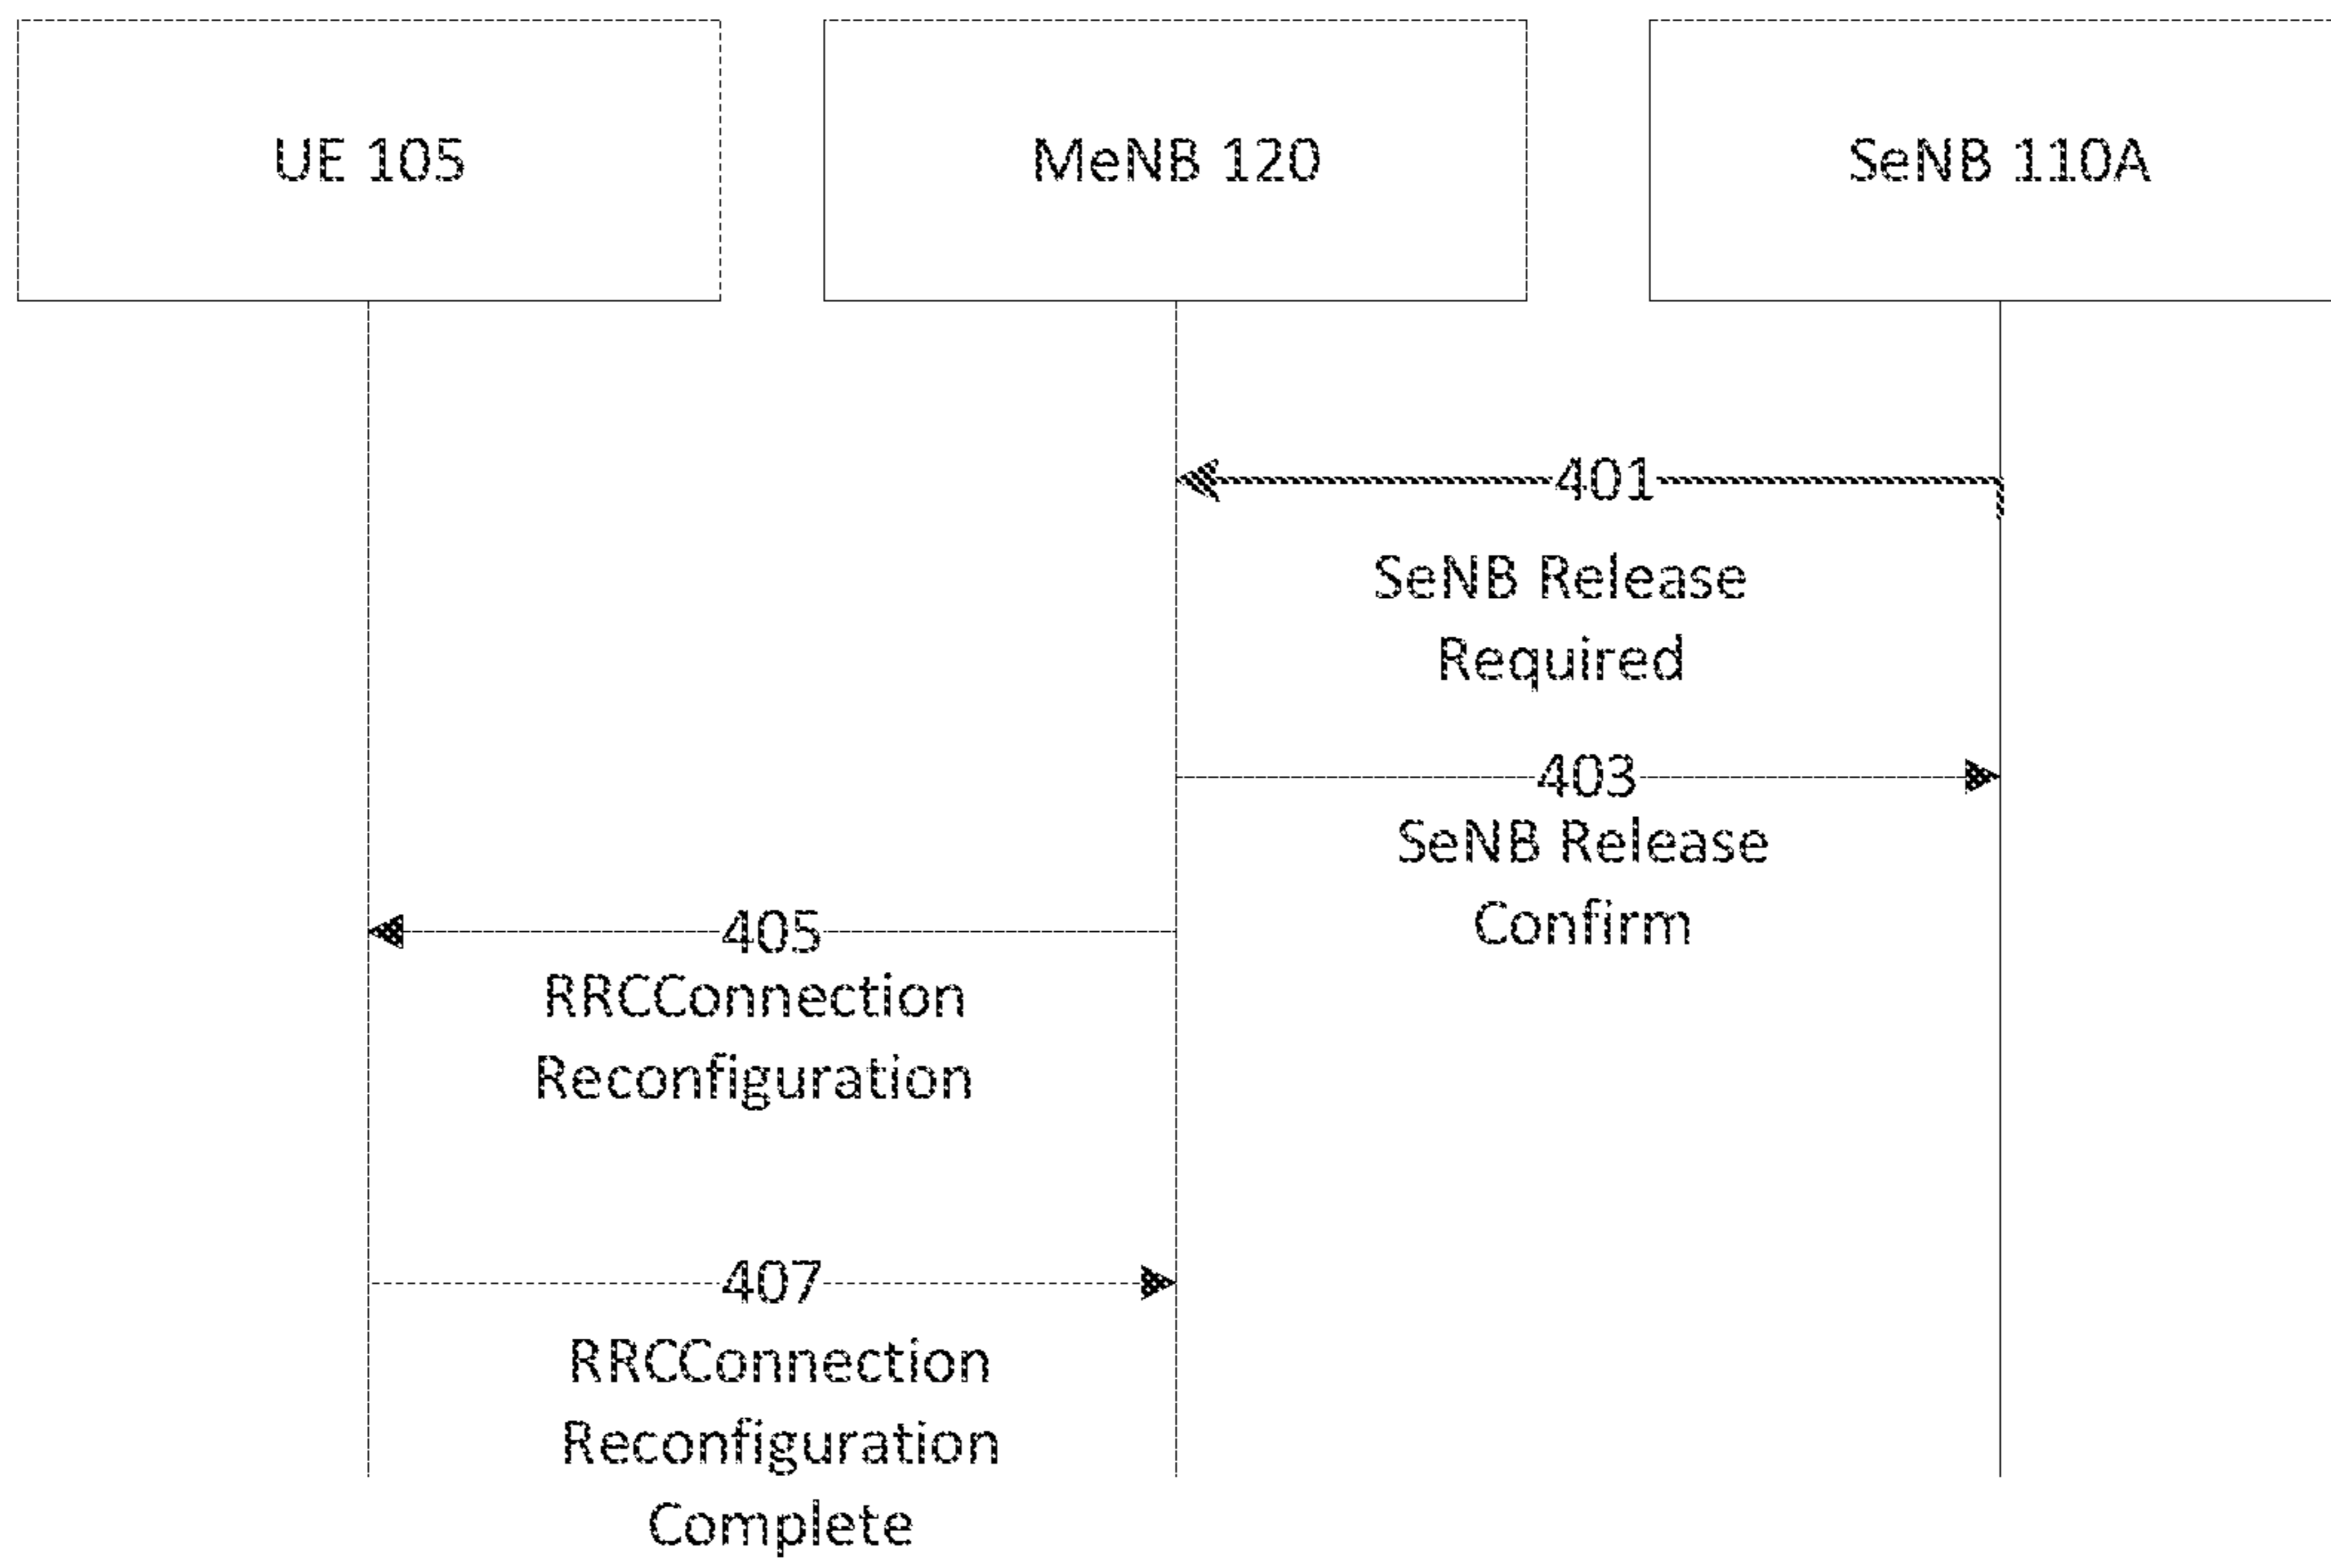 UE 105
MeNB 120
SeNB 110A
401
SeNB Release
Required
403
SeNB Release
Confirm
405
RRCConnection
Reconfiguration
407
RRCConnection
Reconfiguration
Complete